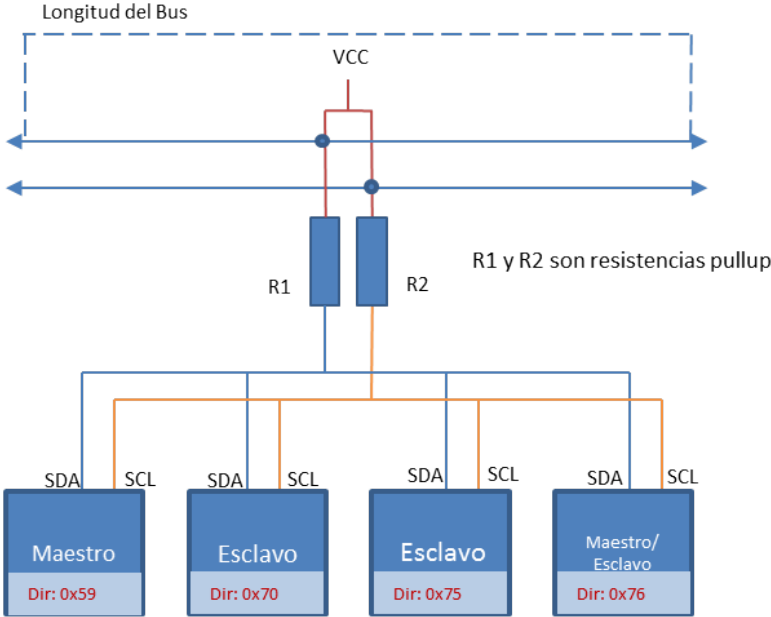 Longitud del Bus
VCC
R1 y R2 son resistencias pullup
R1
R2
SDA
SCL
SDA
SCL
SDA
SCL
SDA
SCL
Maestro
Esclavo
Esclavo
Maestro/
Esclavo
Dir: 0x59
Dir: 0x70
Dir: 0x75
Dir: 0x76